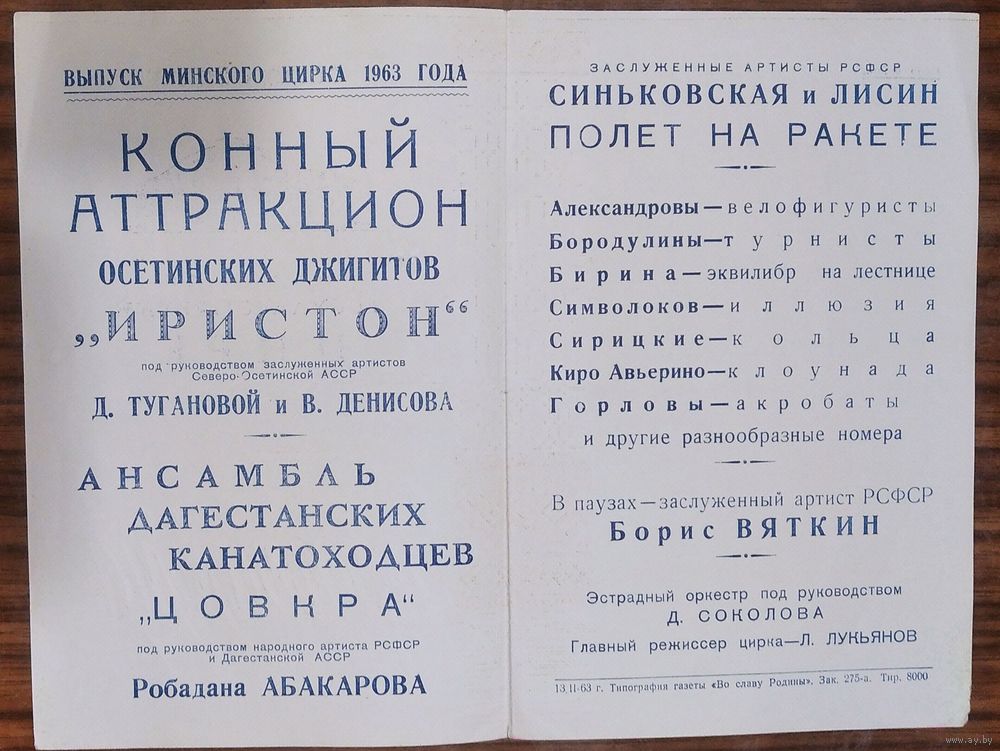 ВЫПУСК МИНСКОГО ЦИРКА 1963 ГОДА
КОННЫЙ
АТТРАКЦИОН
ОСЕТИНСКИХ ДЖИГИТОВ
„ИРИСТОН“
под руководством заслуженных артистов
Северо-Осетинской АССР
Д. ТУГАНОВОЙ и В. ДЕНИСОВА
АНСАМБЛЬ
ДАГЕСТАНСКИХ
КАНАТОХОДЦЕВ
„ЦОВКРА“
под руководством народного артиста РСФСР
и Дагестанской АССР
Робадана АБАКАРОВА
ЗАСЛУЖЕННЫЕ АРТИСТЫ РСФСР
СИНЬКОВСКАЯ и ЛИСИН
ПОЛЕТ НА РАКЕТЕ
Александровы—велофигуристы
Бородулины—турнисты
Бирина—эквилибр на лестнице
Символоков—иллюзия
Сирицкие—кольца
Киро Авьерино—клоунада
Горловы—акробаты
и другие разнообразные номера
В паузах—заслуженный артист РСФСР
Борис ВЯТКИН
Эстрадный оркестр под руководством
Д. СОКОЛОВА
Главный режиссер цирка—Л. ЛУКЬЯНОВ
13.11-63 г. Типография газеты «Во славу Родины». Зак. 275-а. Тир. 8000
www.ay.by